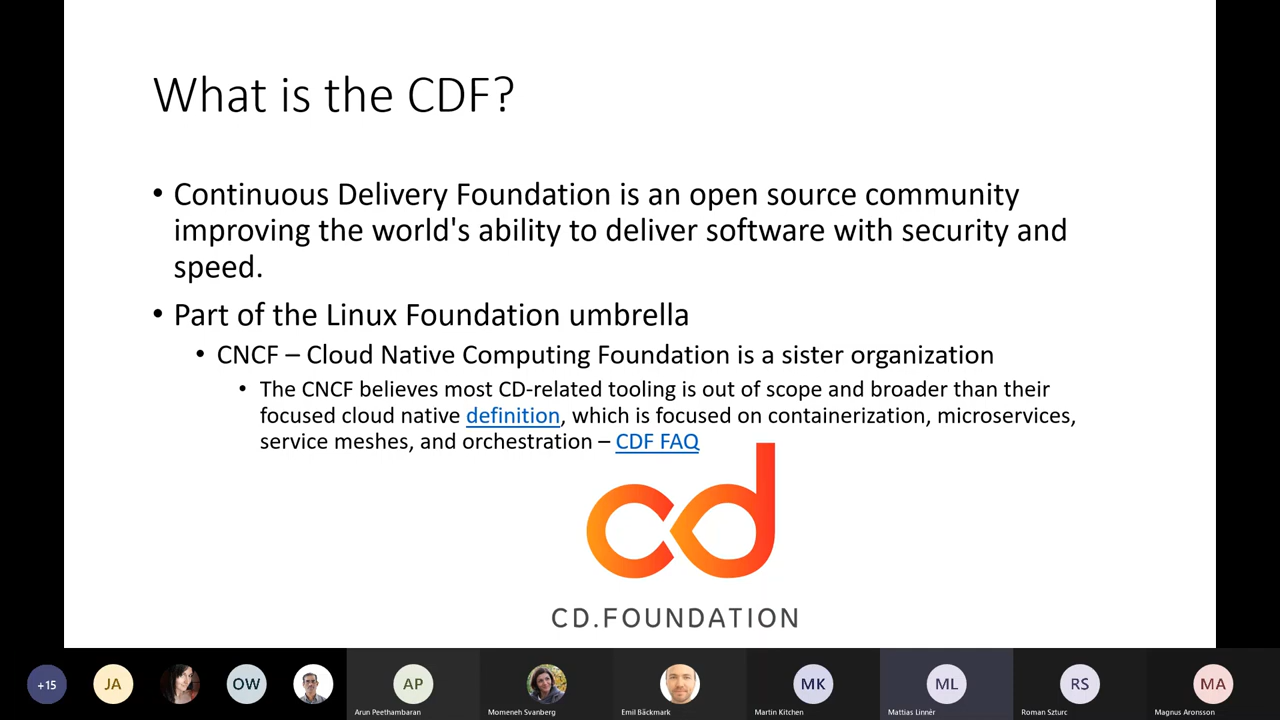 What is the CDF?
• Continuous Delivery Foundation is an open source community
improving the world's ability to deliver software with security and
speed.
• Part of the Linux Foundation umbrella
• CNCF – Cloud Native Computing Foundation is a sister organization
• The CNCF believes most CD-related tooling is out of scope and broader than their
focused cloud native definition, which is focused on containerization, microservices,
service meshes, and orchestration – CDF FAQ
cd
CD.FOUNDATION
+15
JA
OW
AP
MK
ML
RS
MA
Arun Peethambaran
Momeneh Svanberg
Emil Bäckmark
Martin Kitchen
Mattias Linnér
Roman Szturc
Magnus Aronsson